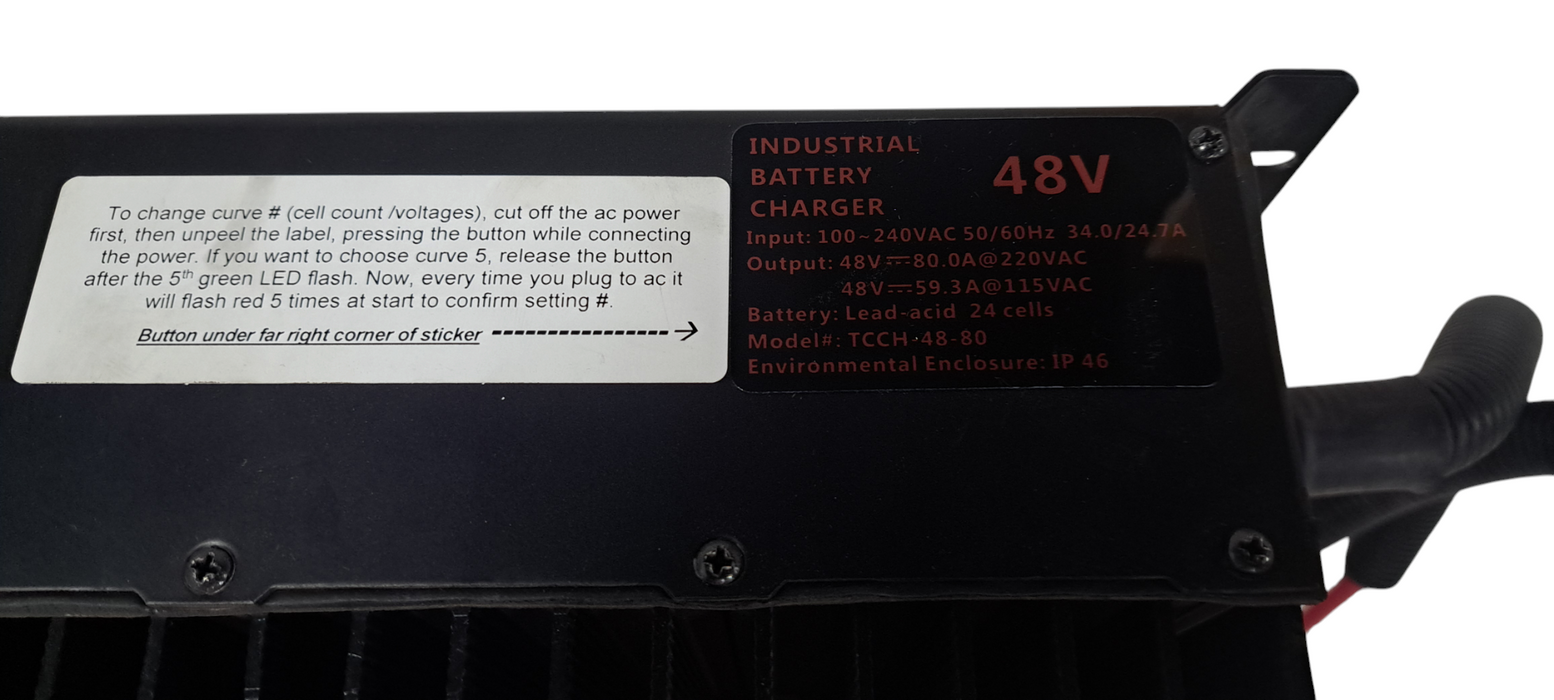 To change curve # (cell count /voltages), cut off the ac power
first, then unpeel the label, pressing the button while connecting
the power. If you want to choose curve 5, release the button
after the 5th green LED flash. Now, every time you plug to ac it
will flash red 5 times at start to confirm setting #.
Button under far right corner of sticker
INDUSTRIAL
BATTERY
CHARGER
48V
Input: 100~240VAC 50/60Hz 34.0/24.7A
Output: 48V⎓80.0A@220VAC
48V⎓59.3A@115VAC
Battery: Lead-acid 24 cells
Model#: TCCH-48-80
Environmental Enclosure: IP 46